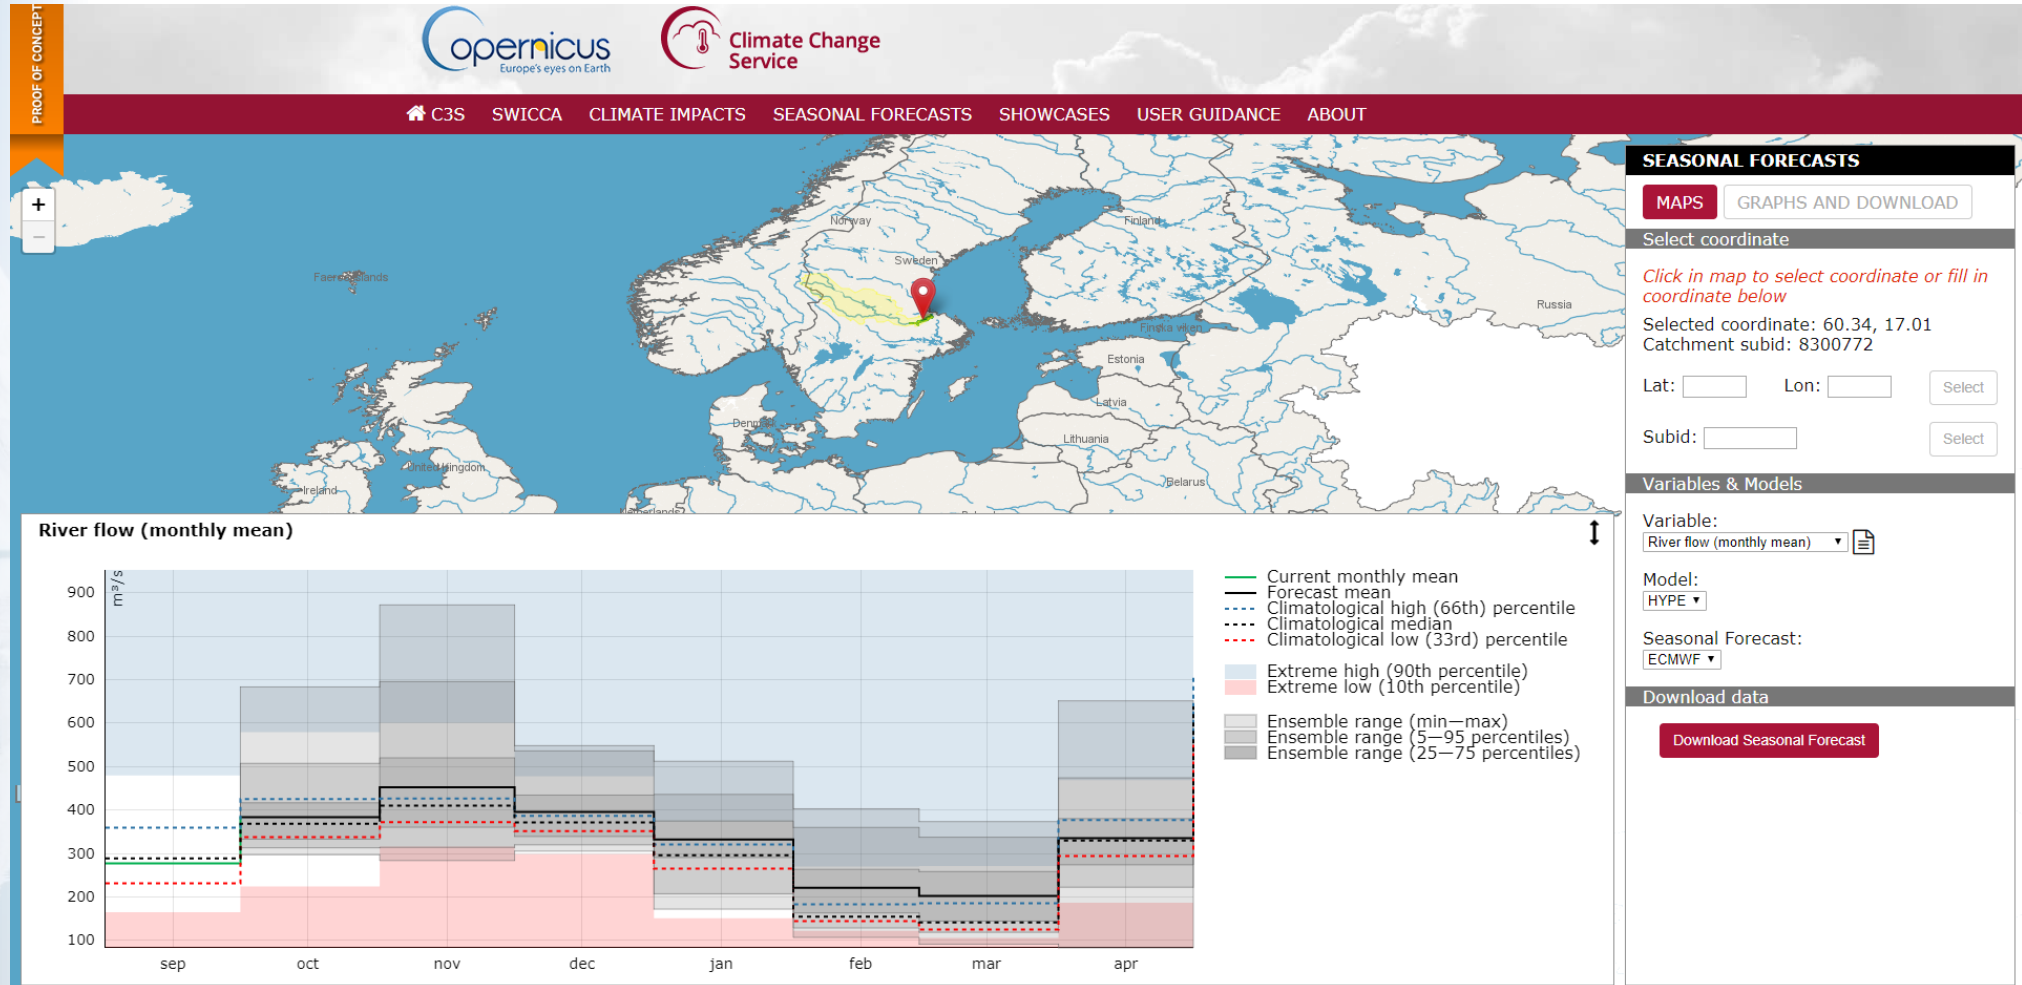 PROOF OF CONCEPT
Copernicus
Europe's eyes on Earth
Climate Change
Service
C3S SWICCA CLIMATE IMPACTS SEASONAL FORECASTS SHOWCASES USER GUIDANCE ABOUT
+
−
Norway
Finland
Sweden
Faeroe Islands
Russia
Finska viken
Estonia
Latvia
Denmark
Lithuania
United Kingdom
Ireland
Belarus
Netherlands
SEASONAL FORECASTS
MAPS GRAPHS AND DOWNLOAD
Select coordinate
Click in map to select coordinate or fill in
coordinate below
Selected coordinate: 60.34, 17.01
Catchment subid: 8300772
Lat: Lon: Select
Subid: Select
Variables & Models
Variable:
River flow (monthly mean)
Model:
HYPE
Seasonal Forecast:
ECMWF
Download data
Download Seasonal Forecast
River flow (monthly mean)
m³/s
900
800
700
600
500
400
300
200
100
sep oct nov dec jan feb mar apr
Current monthly mean
Forecast mean
Climatological high (66th) percentile
Climatological median
Climatological low (33rd) percentile
Extreme high (90th percentile)
Extreme low (10th percentile)
Ensemble range (min—max)
Ensemble range (5—95 percentiles)
Ensemble range (25—75 percentiles)